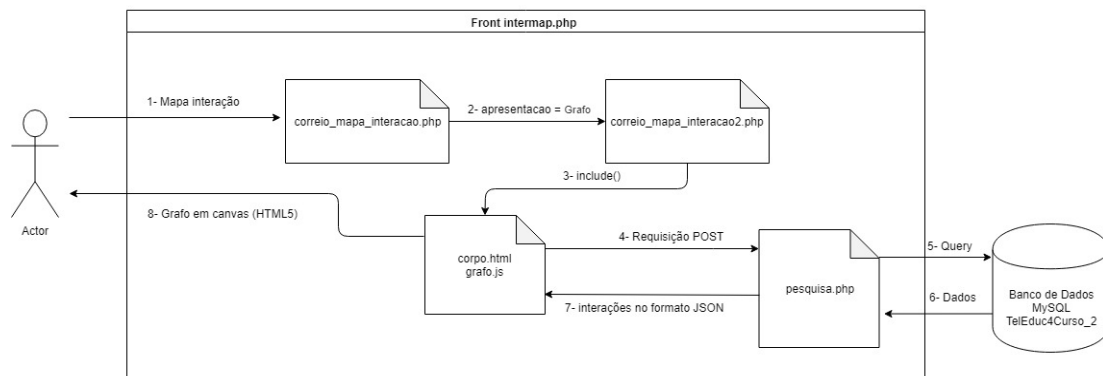 Front intermap.php
1- Mapa interação
correio_mapa_interacao.php
2- apresentacao = Grafo
correio_mapa_interacao2.php
3- include()
8- Grafo em canvas (HTML5)
Actor
corpo.html
grafo.js
4- Requisição POST
7- interações no formato JSON
pesquisa.php
5- Query
6- Dados
Banco de Dados
MySQL
TelEduc4Curso_2